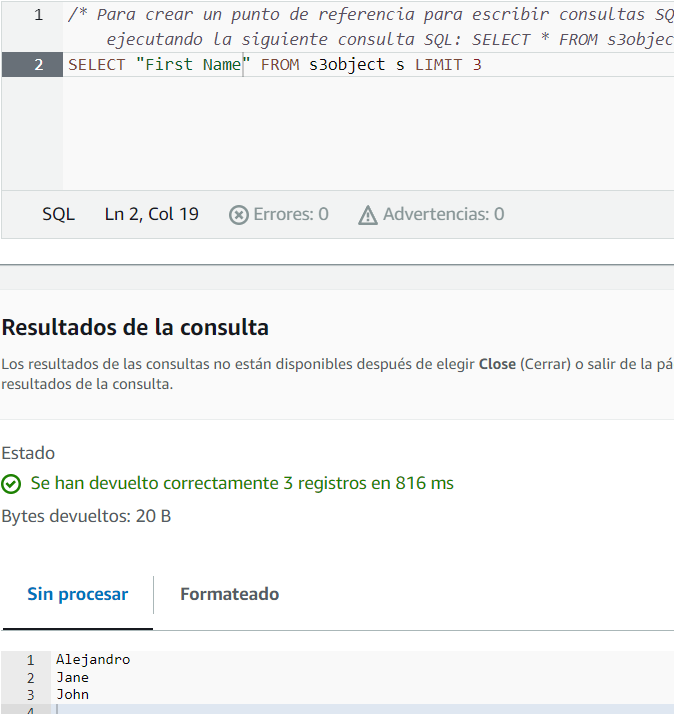 1 /* Para crear un punto de referencia para escribir consultas SQ
ejecutando la siguiente consulta SQL: SELECT * FROM s3objec
2 SELECT "First Name" FROM s3object s LIMIT 3
SQL Ln 2, Col 19 Errores: 0 Advertencias: 0
Resultados de la consulta
Los resultados de las consultas no están disponibles después de elegir Close (Cerrar) o salir de la pá
resultados de la consulta.
Estado
Se han devuelto correctamente 3 registros en 816 ms
Bytes devueltos: 20 B
Sin procesar Formateado
1 Alejandro
2 Jane
3 John
4